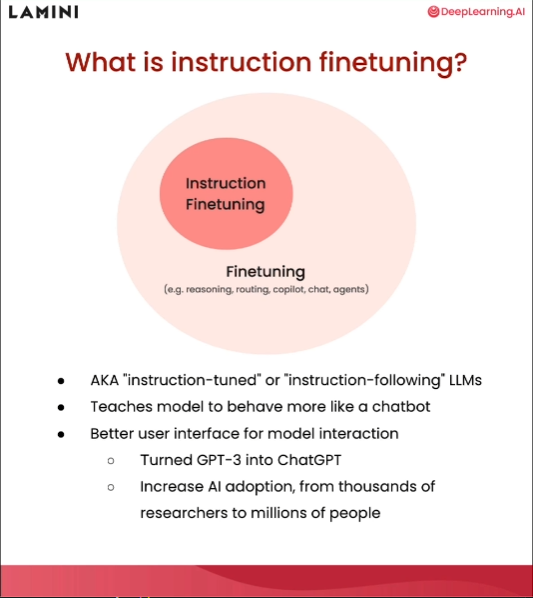 LAMINI
DeepLearning.AI
What is instruction finetuning?
Instruction
Finetuning
Finetuning
(e.g. reasoning, routing, copilot, chat, agents)
● AKA "instruction-tuned" or "instruction-following" LLMs
● Teaches model to behave more like a chatbot
● Better user interface for model interaction
○ Turned GPT-3 into ChatGPT
○ Increase AI adoption, from thousands of
researchers to millions of people